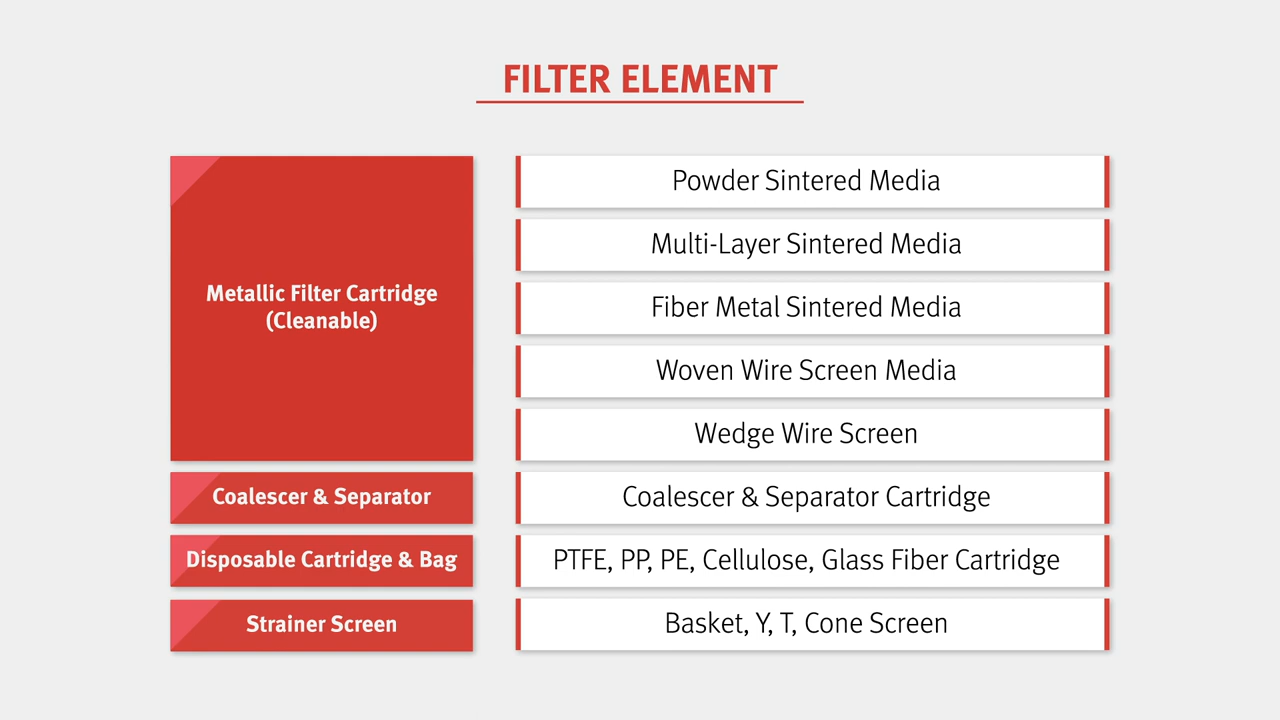 FILTER ELEMENT
Metallic Filter Cartridge
(Cleanable)
Powder Sintered Media
Multi-Layer Sintered Media
Fiber Metal Sintered Media
Woven Wire Screen Media
Wedge Wire Screen
Coalescer & Separator
Coalescer & Separator Cartridge
Disposable Cartridge & Bag
PTFE, PP, PE, Cellulose, Glass Fiber Cartridge
Strainer Screen
Basket, Y, T, Cone Screen